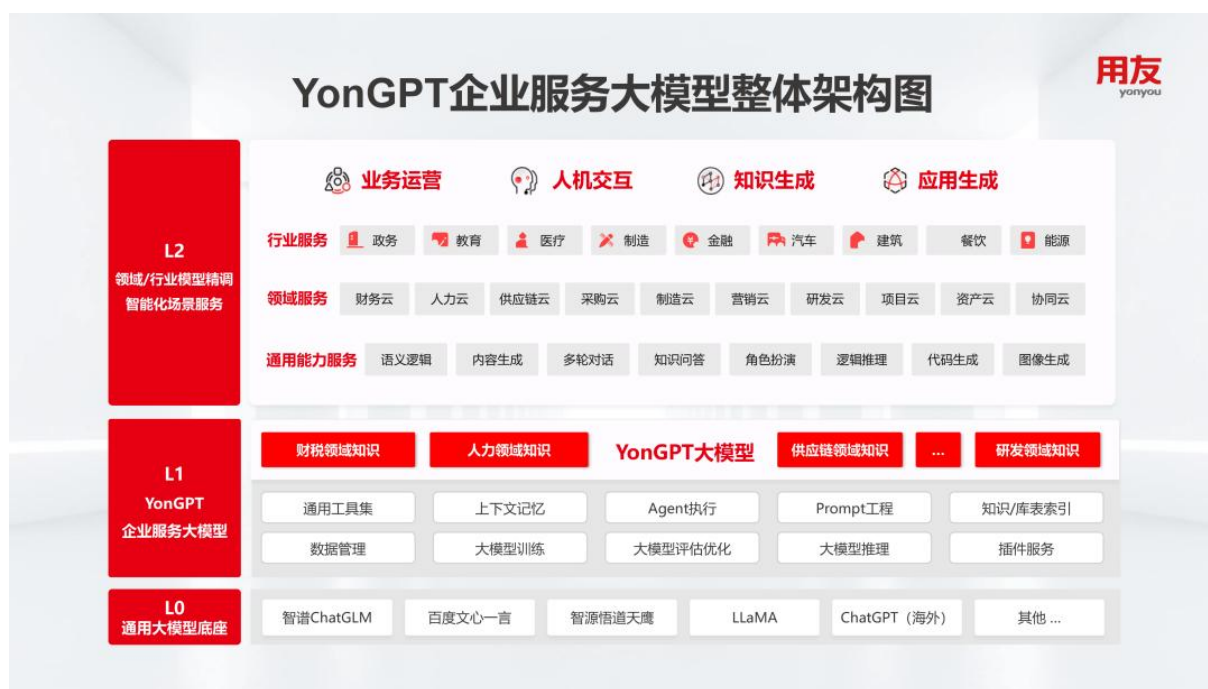 用友
yonyou
YonGPT企业服务大模型整体架构图
L2
领域/行业模型精调
智能化场景服务
业务运营 人机交互 知识生成 应用生成
行业服务 政务 教育 医疗 制造 金融 汽车 建筑 餐饮 能源
领域服务 财务云 人力云 供应链云 采购云 制造云 营销云 研发云 项目云 资产云 协同云
通用能力服务 语义逻辑 内容生成 多轮对话 知识问答 角色扮演 逻辑推理 代码生成 图像生成
L1
YonGPT
企业服务大模型
财税领域知识 人力领域知识 YonGPT大模型 供应链领域知识 ... 研发领域知识
通用工具集 上下文记忆 Agent执行 Prompt工程 知识/库表索引
数据管理 大模型训练 大模型评估优化 大模型推理 插件服务
L0
通用大模型底座
智谱ChatGLM 百度文心一言 智源悟道天鹰 LLaMA ChatGPT（海外） 其他 ...